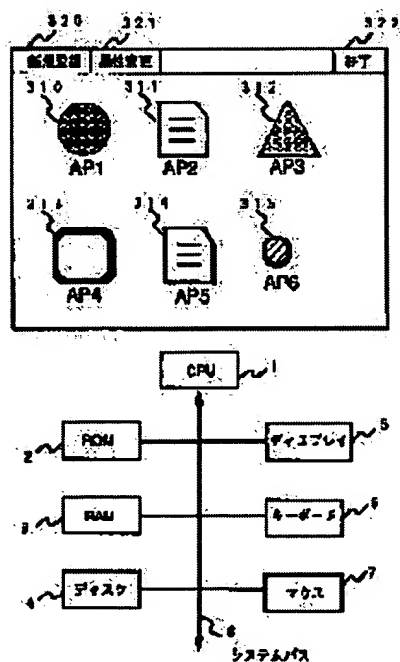 320 321 322
新規登録 属性変更 終了
310 311 312
AP1 AP2 AP3
313 314 315
AP4 AP5 AP6
CPU 1
2 ROM ディスプレイ 5
3 RAM キーボード 6
4 ディスク マウス 7
8
システムバス